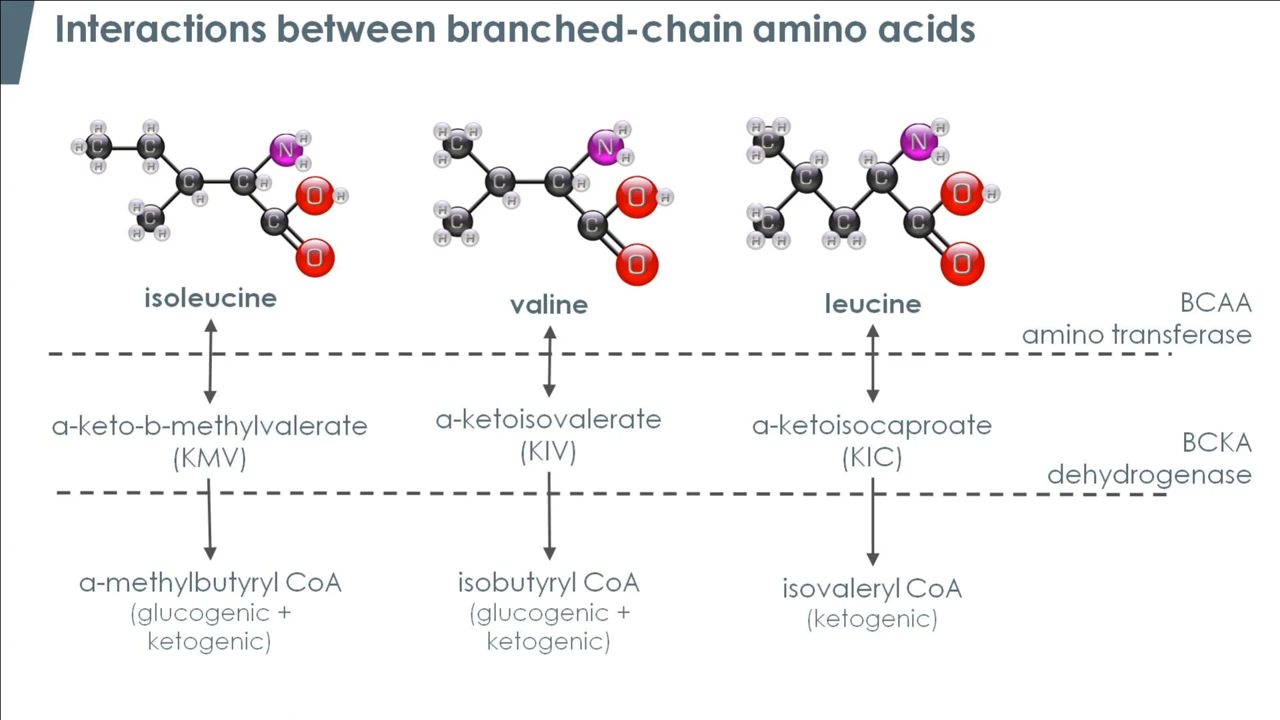 Interactions between branched-chain amino acids
H H C H H C H C H C H N H H O H C H H C O
isoleucine
H H C H C H C H N H H O H H C H H C O
valine
H H C H C H H C N H H O H H C H H C H H C O
leucine
BCAA
amino transferase
a-keto-b-methylvalerate
(KMV)
a-ketoisovalerate
(KIV)
a-ketoisocaproate
(KIC)
BCKA
dehydrogenase
a-methylbutyryl CoA
(glucogenic +
ketogenic)
isobutyryl CoA
(glucogenic +
ketogenic)
isovaleryl CoA
(ketogenic)